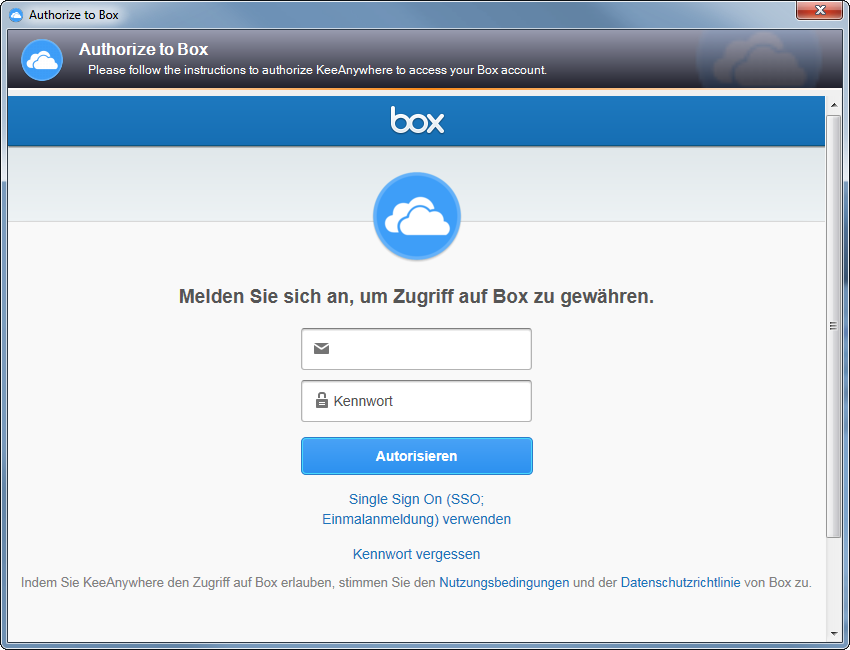 Authorize to Box
Authorize to Box
Please follow the instructions to authorize KeeAnywhere to access your Box account.
box
Melden Sie sich an, um Zugriff auf Box zu gewähren.
Kennwort
Autorisieren
Single Sign On (SSO;
Einmalanmeldung) verwenden
Kennwort vergessen
Indem Sie KeeAnywhere den Zugriff auf Box erlauben, stimmen Sie den Nutzungsbedingungen und der Datenschutzrichtlinie von Box zu.